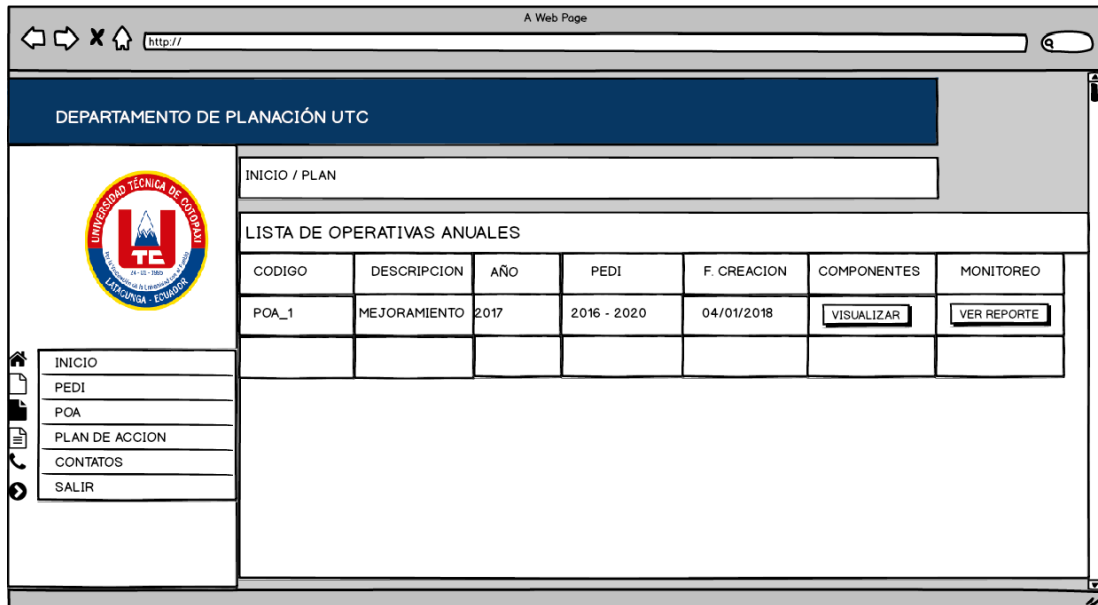 A Web Page
http://
DEPARTAMENTO DE PLANACIÓN UTC
UNIVERSIDAD TÉCNICA DE COTOPAXI
UTC
LATACUNGA - ECUADOR
INICIO / PLAN
LISTA DE OPERATIVAS ANUALES
CODIGO DESCRIPCION AÑO PEDI F. CREACION COMPONENTES MONITOREO
POA_1 MEJORAMIENTO 2017 2016 - 2020 04/01/2018 VISUALIZAR VER REPORTE
INICIO
PEDI
POA
PLAN DE ACCION
CONTATOS
SALIR